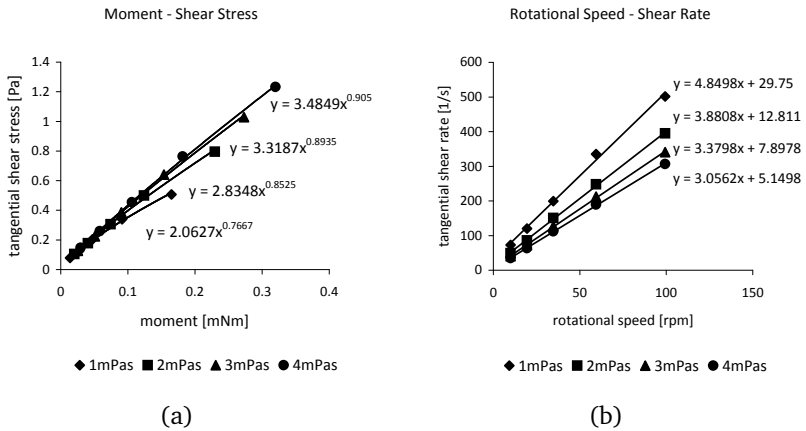 Moment - Shear Stress
tangential shear stress [Pa]
1.4
1.2
1
0.8
0.6
0.4
0.2
0
y = 3.4849x^0.905
y = 3.3187x^0.8935
y = 2.8348x^0.8525
y = 2.0627x^0.7667
0 0.1 0.2 0.3 0.4
moment [mNm]
1mPas 2mPas 3mPas 4mPas
(a)
Rotational Speed - Shear Rate
tangential shear rate [1/s]
600
500
400
300
200
100
0
y = 4.8498x + 29.75
y = 3.8808x + 12.811
y = 3.3798x + 7.8978
y = 3.0562x + 5.1498
0 50 100 150
rotational speed [rpm]
1mPas 2mPas 3mPas 4mPas
(b)